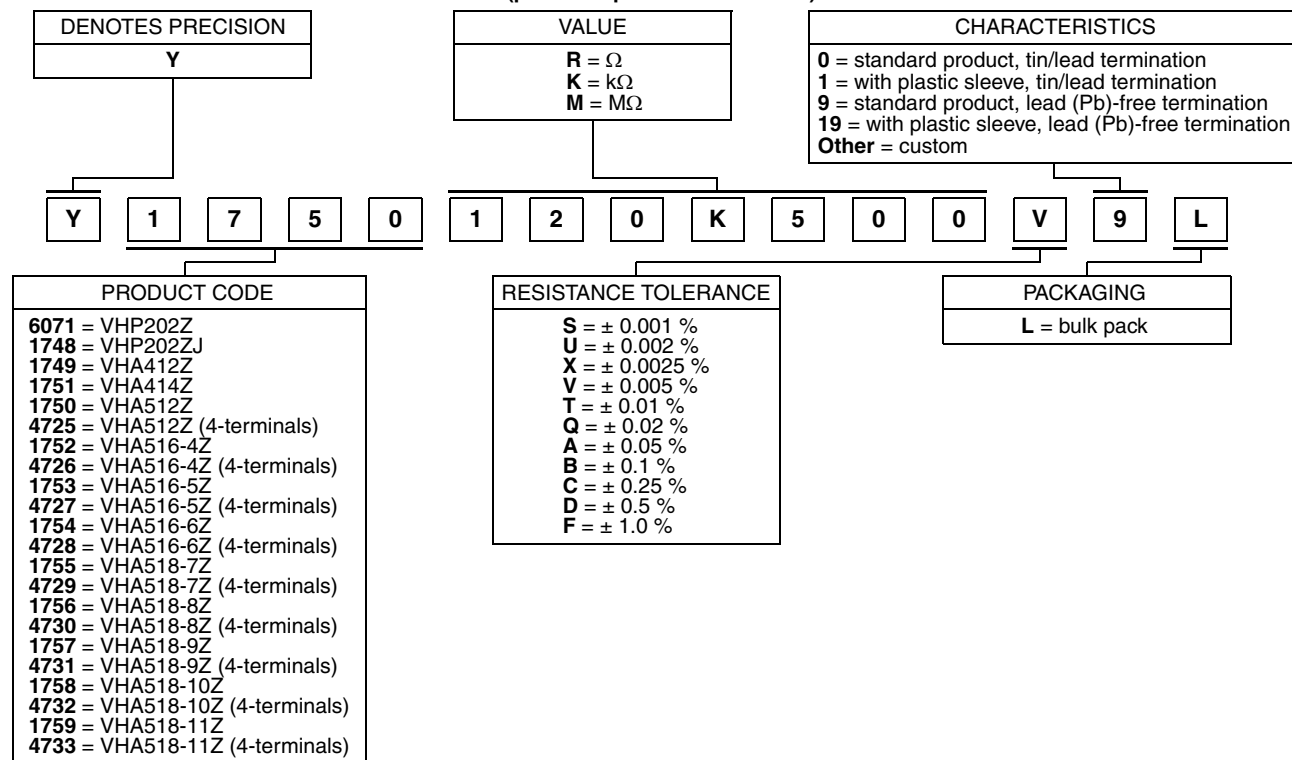 DENOTES PRECISION
Y
VALUE
R = Ω
K = kΩ
M = MΩ
CHARACTERISTICS
0 = standard product, tin/lead termination
1 = with plastic sleeve, tin/lead termination
9 = standard product, lead (Pb)-free termination
19 = with plastic sleeve, lead (Pb)-free termination
Other = custom
Y 1 7 5 0 1 2 0 K 5 0 0 V 9 L
PRODUCT CODE
6071 = VHP202Z
1748 = VHP202ZJ
1749 = VHA412Z
1751 = VHA414Z
1750 = VHA512Z
4725 = VHA512Z (4-terminals)
1752 = VHA516-4Z
4726 = VHA516-4Z (4-terminals)
1753 = VHA516-5Z
4727 = VHA516-5Z (4-terminals)
1754 = VHA516-6Z
4728 = VHA516-6Z (4-terminals)
1755 = VHA518-7Z
4729 = VHA518-7Z (4-terminals)
1756 = VHA518-8Z
4730 = VHA518-8Z (4-terminals)
1757 = VHA518-9Z
4731 = VHA518-9Z (4-terminals)
1758 = VHA518-10Z
4732 = VHA518-10Z (4-terminals)
1759 = VHA518-11Z
4733 = VHA518-11Z (4-terminals)
RESISTANCE TOLERANCE
S = ± 0.001 %
U = ± 0.002 %
X = ± 0.0025 %
V = ± 0.005 %
T = ± 0.01 %
Q = ± 0.02 %
A = ± 0.05 %
B = ± 0.1 %
C = ± 0.25 %
D = ± 0.5 %
F = ± 1.0 %
PACKAGING
L = bulk pack